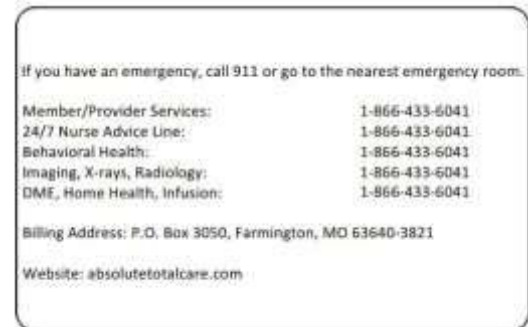 If you have an emergency, call 911 or go to the nearest emergency room.
Member/Provider Services: 1-866-433-6041
24/7 Nurse Advice Line: 1-866-433-6041
Behavioral Health: 1-866-433-6041
Imaging, X-rays, Radiology: 1-866-433-6041
DME, Home Health, Infusion: 1-866-433-6041
Billing Address: P.O. Box 3050, Farmington, MO 63640-3821
Website: absolutetotalcare.com